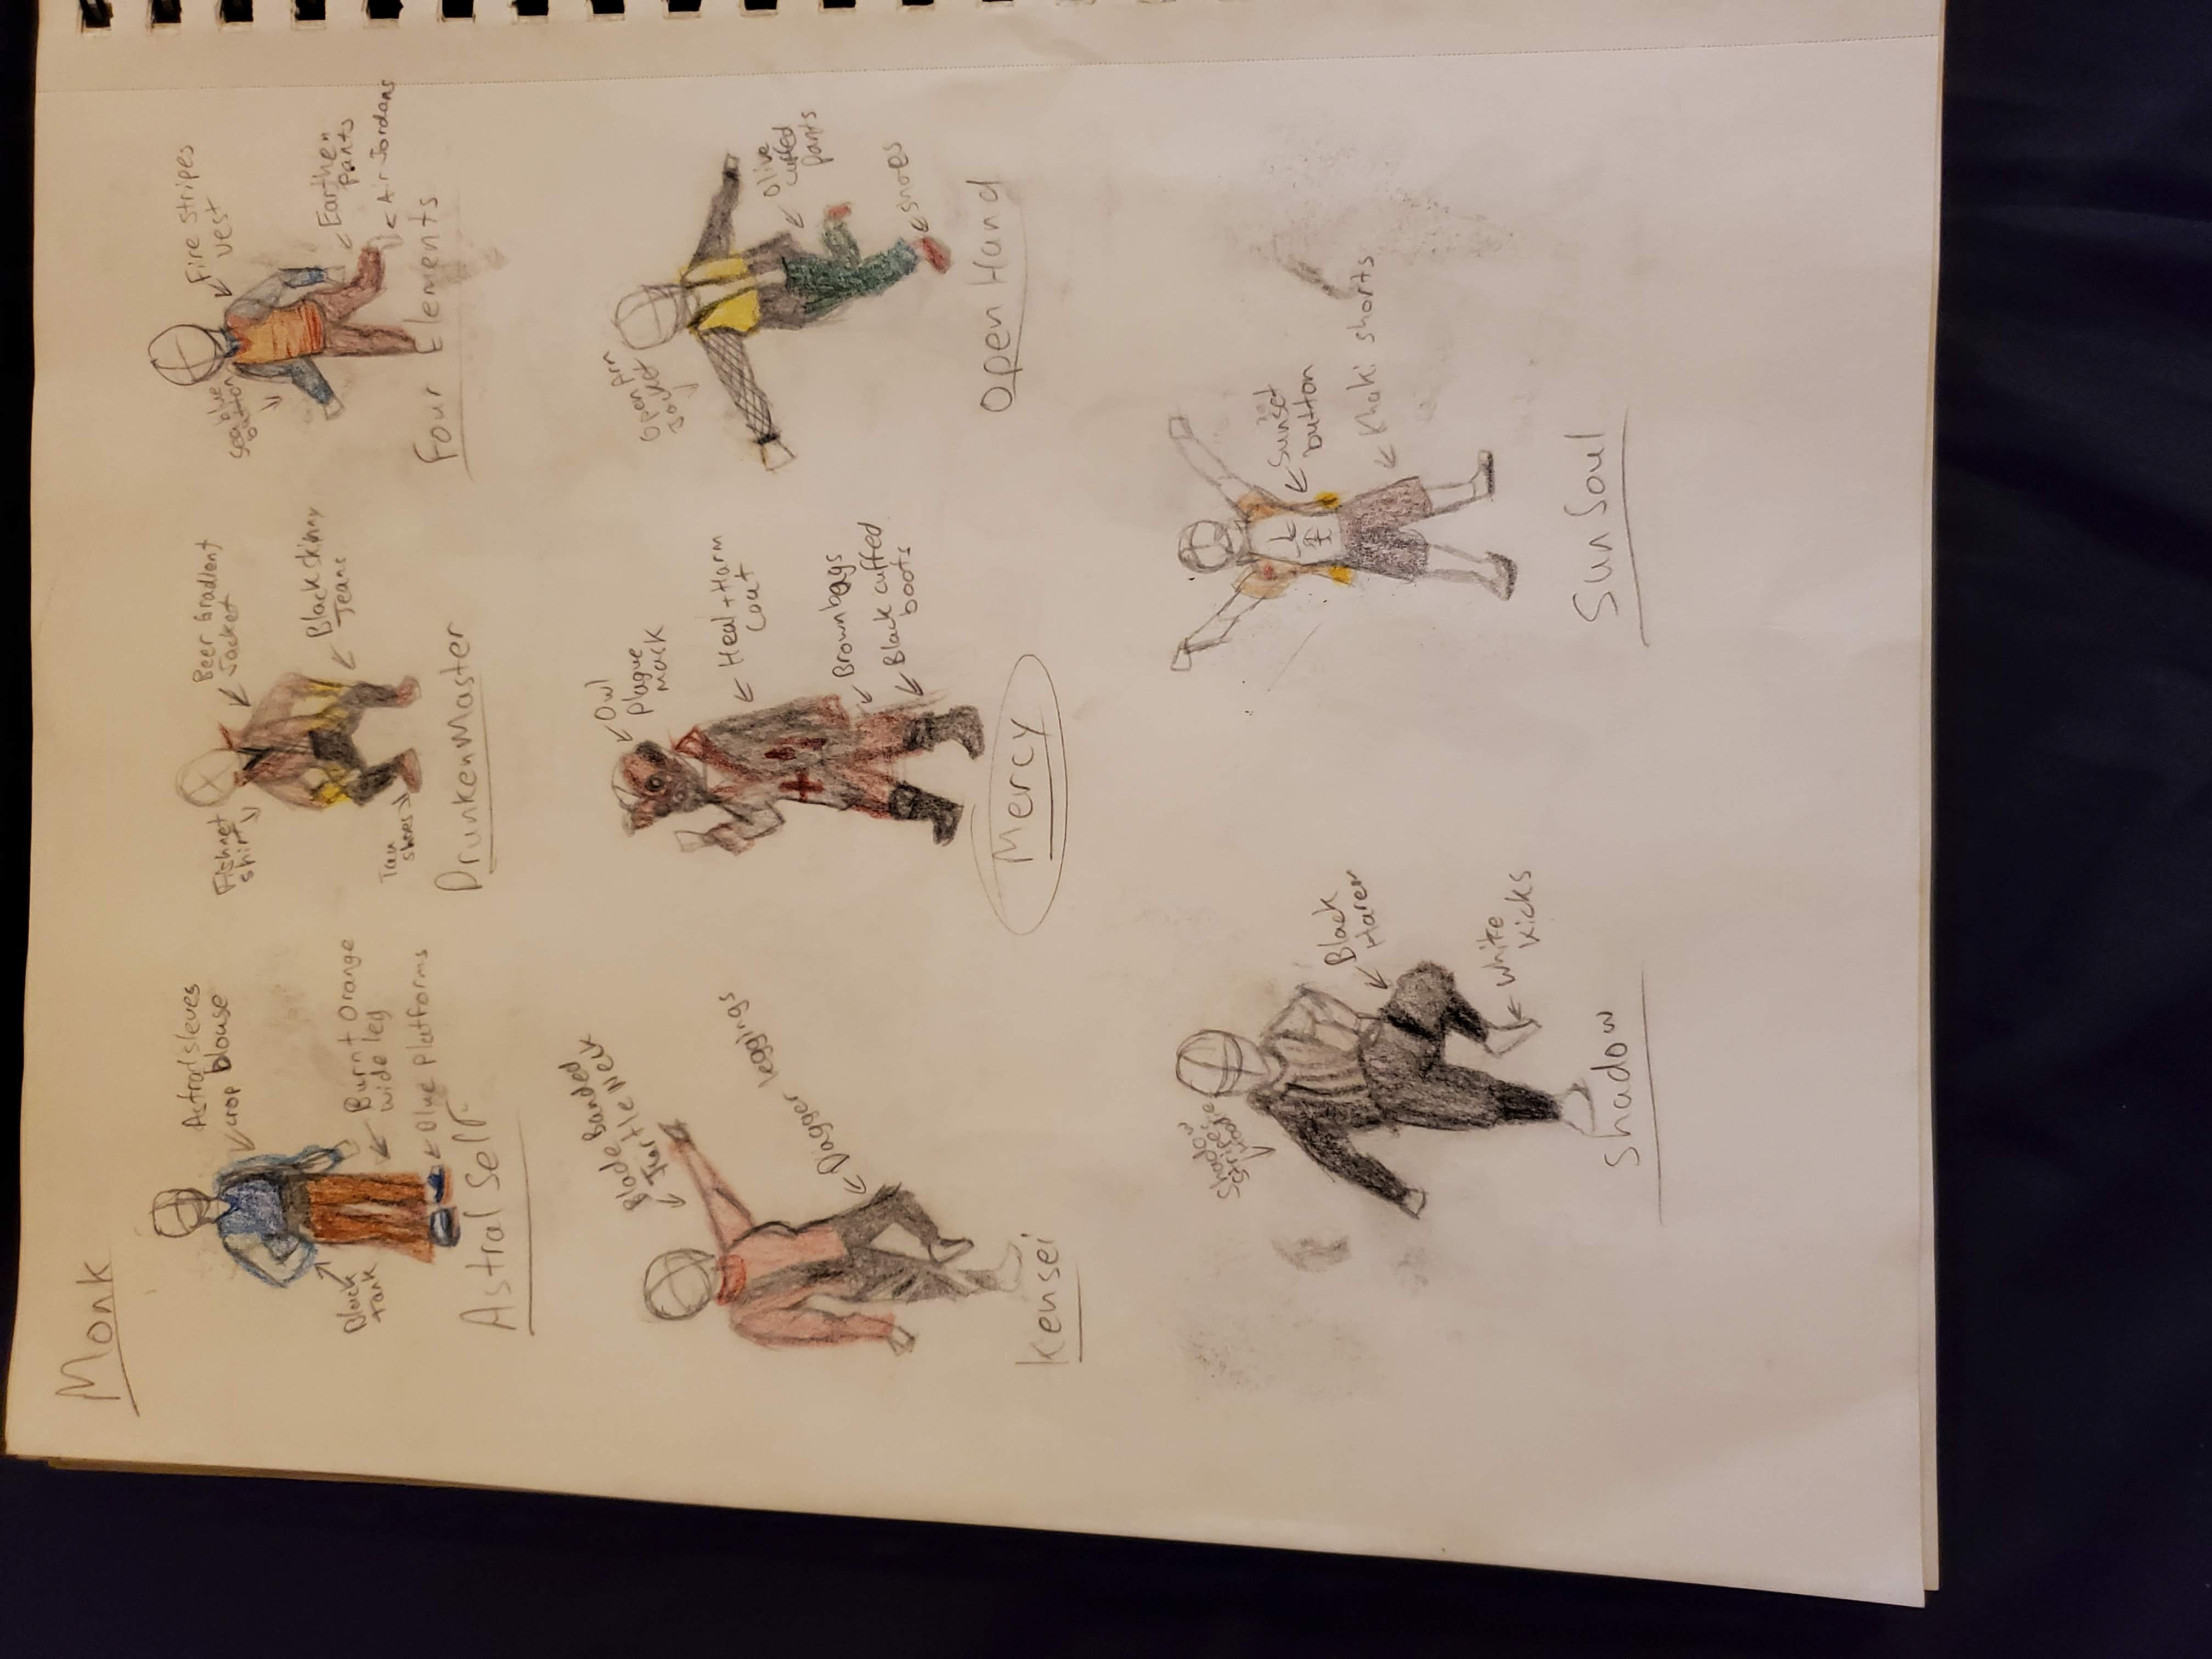 Monk
Astral sleves
crop blouse
Black
tank
Burnt Orange
wide leg
Blue Platforms
Astral Self
Fishnet
shirt
Beer Gradient
Jacket
Black skinny
Jeans
Tan
shoes
Drunken Master
Sea blue
button
Fire stripes
vest
Earthen
pants
Air Jordans
Four Elements
Blade Banded
Turtle Neck
Dagger leggings
Kensei
Owl
plague
mask
Heal + Harm
Coat
Brown bags
Black cuffed
boots
Mercy
Open Arm
Jacket
Olive
cuffed
pants
shoes
Open Hand
Shadow
Stripes
Hoodie
Black
Harem
White
kicks
Shadow
Sunset
button
Khaki shorts
Sun Soul